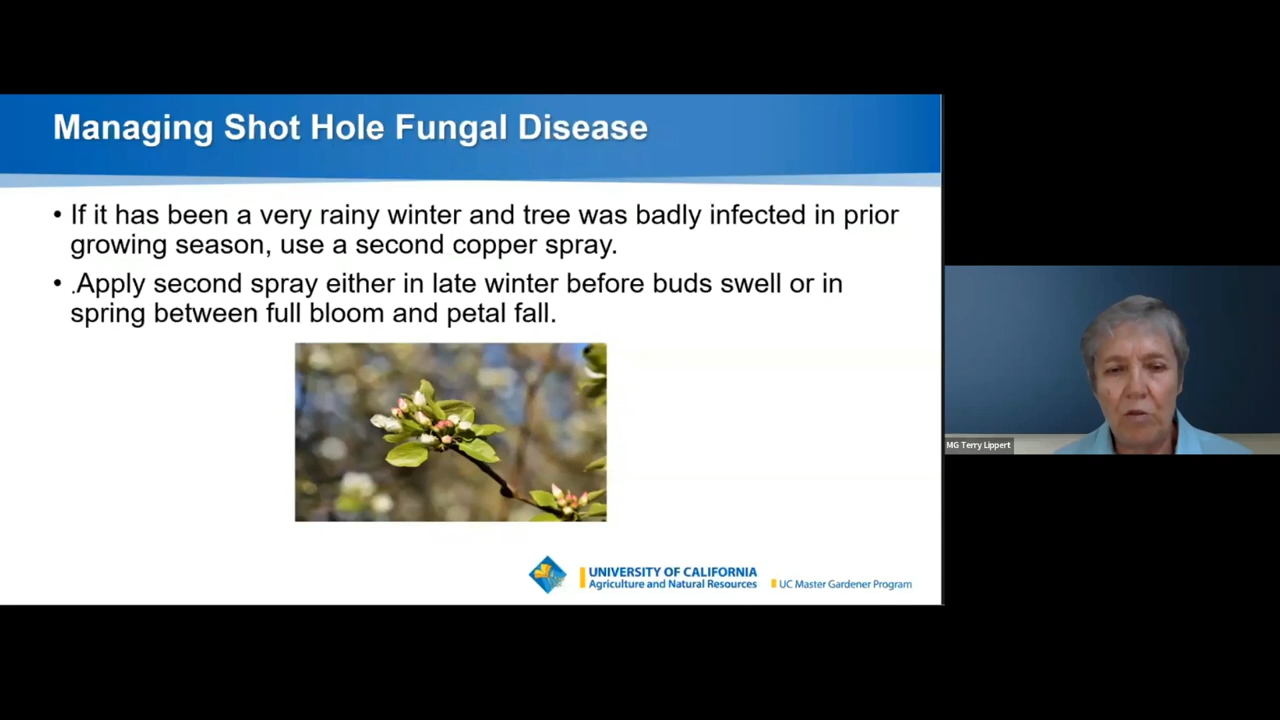 Managing Shot Hole Fungal Disease
• If it has been a very rainy winter and tree was badly infected in prior
growing season, use a second copper spray.
• .Apply second spray either in late winter before buds swell or in
spring between full bloom and petal fall.
MG Terry Lippert
UNIVERSITY OF CALIFORNIA
Agriculture and Natural Resources
UC Master Gardener Program